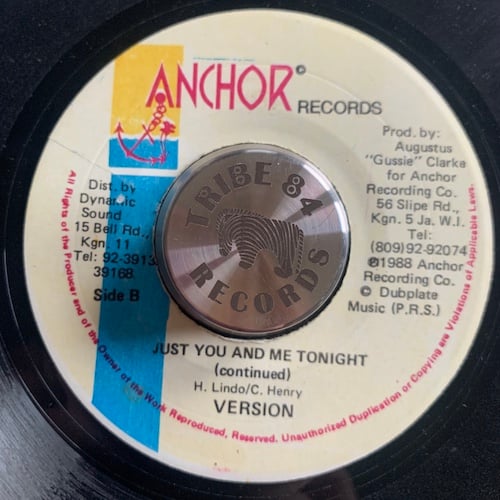 ANCHOR ©
RECORDS
Prod. by:
Augustus
"Gussie" Clarke
for Anchor
Recording Co.
56 Slipe Rd.,
Kgn. 5 Ja. W.I.
Tel:
(809)92-92074
℗1988 Anchor
Recording Co.
© Dubplate
Music (P.R.S.)
Dist. by
Dynamic
Sound
15 Bell Rd.,
Kgn. 11
Tel: 92-3913
39168
Side B
TRIBE 84
RECORDS
JUST YOU AND ME TONIGHT
(continued)
H. Lindo/C. Henry
VERSION
All Rights of the Producer and of the Owner of the Work Reproduced, Reserved. Unauthorized Duplication or Copying are Violations of Applicable Laws.